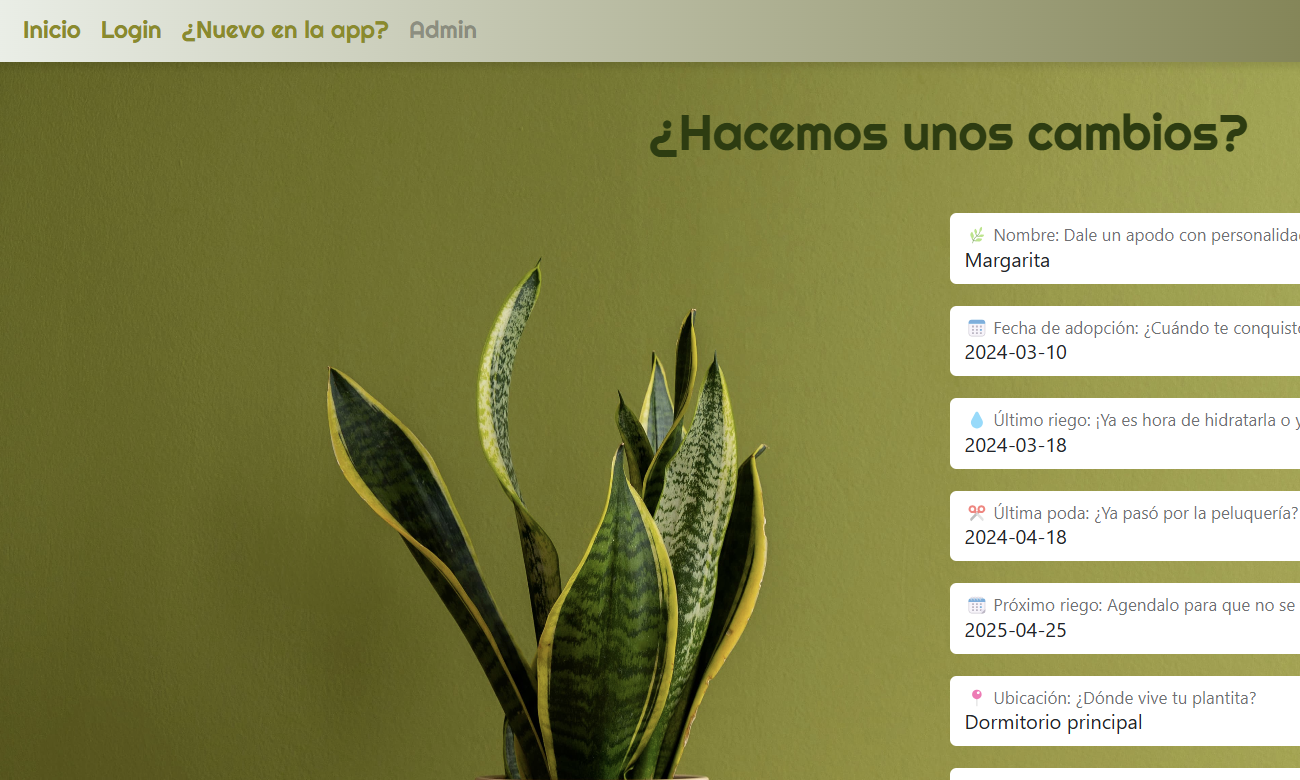 Inicio Login ¿Nuevo en la app? Admin
¿Hacemos unos cambios?
Nombre: Dale un apodo con
Margarita
Fecha de adopción: ¿Cuándo te
2024-03-10
Último riego: ¡Ya es hora de hidratarla o
2024-03-18
Última poda: ¿Ya pasó por la peluquería?
2024-04-18
Próximo riego: Agendalo para que no se
2025-04-25
Ubicación: ¿Dónde vive tu plantita?
Dormitorio principal